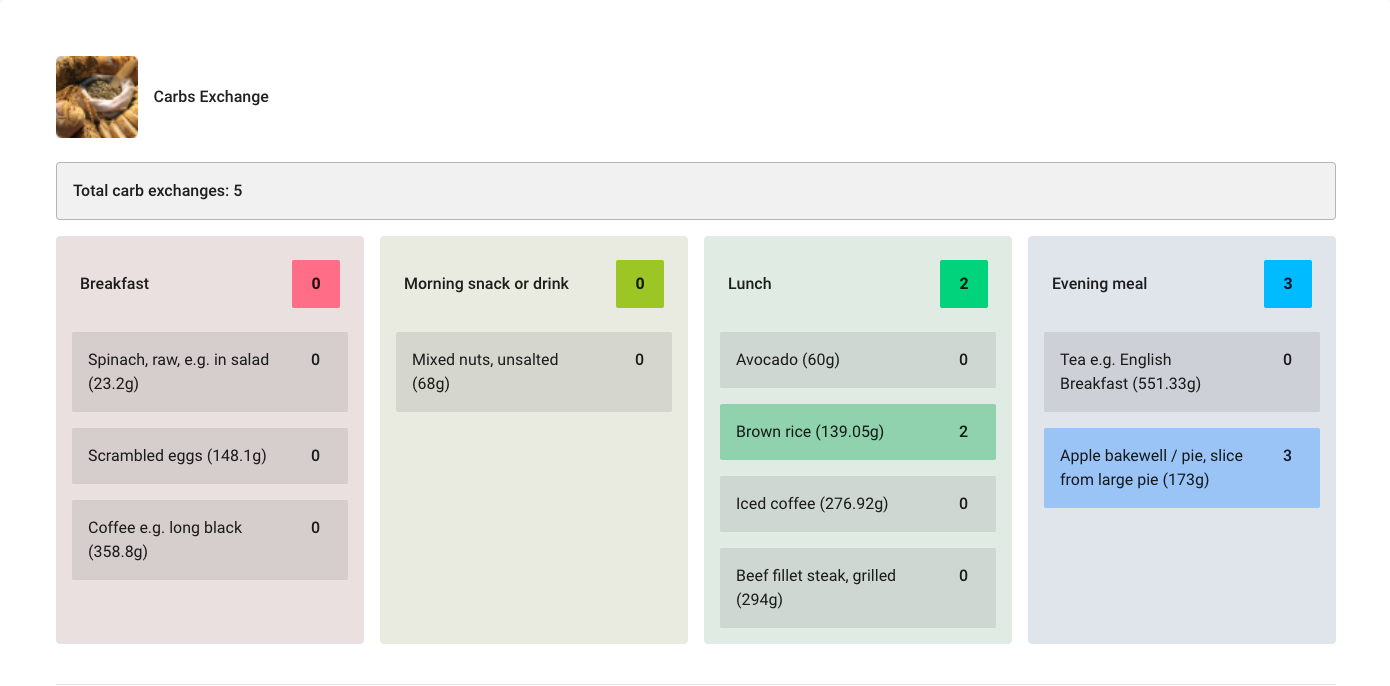 Carbs Exchange
Total carb exchanges: 5
Breakfast 0
Spinach, raw, e.g. in salad 0
(23.2g)
Scrambled eggs (148.1g) 0
Coffee e.g. long black 0
(358.8g)
Morning snack or drink 0
Mixed nuts, unsalted 0
(68g)
Lunch 2
Avocado (60g) 0
Brown rice (139.05g) 2
Iced coffee (276.92g) 0
Beef fillet steak, grilled 0
(294g)
Evening meal 3
Tea e.g. English 0
Breakfast (551.33g)
Apple bakewell / pie, slice 3
from large pie (173g)